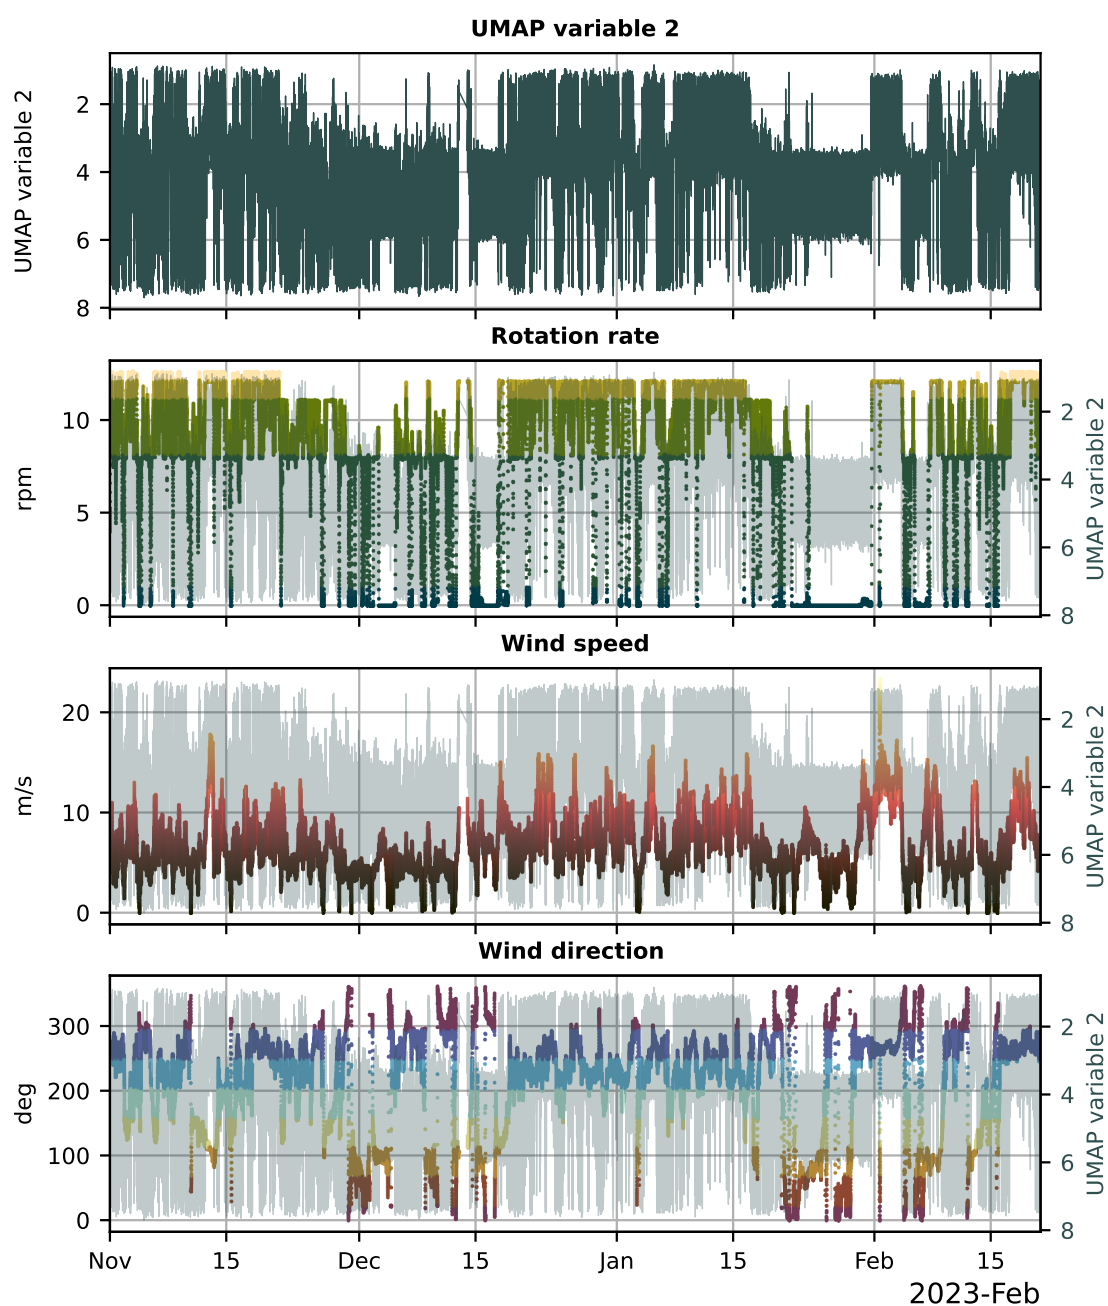 UMAP variable 2
UMAP variable 2
2
4
6
8
Rotation rate
rpm
10
5
0
2
4
6
8
UMAP variable 2
Wind speed
m/s
20
10
0
2
4
6
8
UMAP variable 2
Wind direction
deg
300
200
100
0
2
4
6
8
UMAP variable 2
Nov 15 Dec 15 Jan 15 Feb 15
2023-Feb